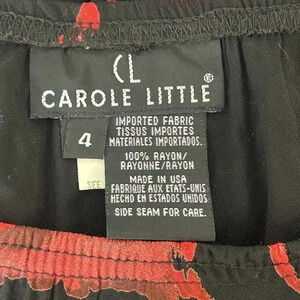 CL
CAROLE LITTLE®
4
IMPORTED FABRIC
TISSUS IMPORTES
MATERIALES IMPORTADOS.
100% RAYON/
RAYONNE/RAYON
MADE IN USA
FABRIQUE AUX ETATS-UNIS
HECHO EN ESTADOS UNIDOS
SIDE SEAM FOR CARE.